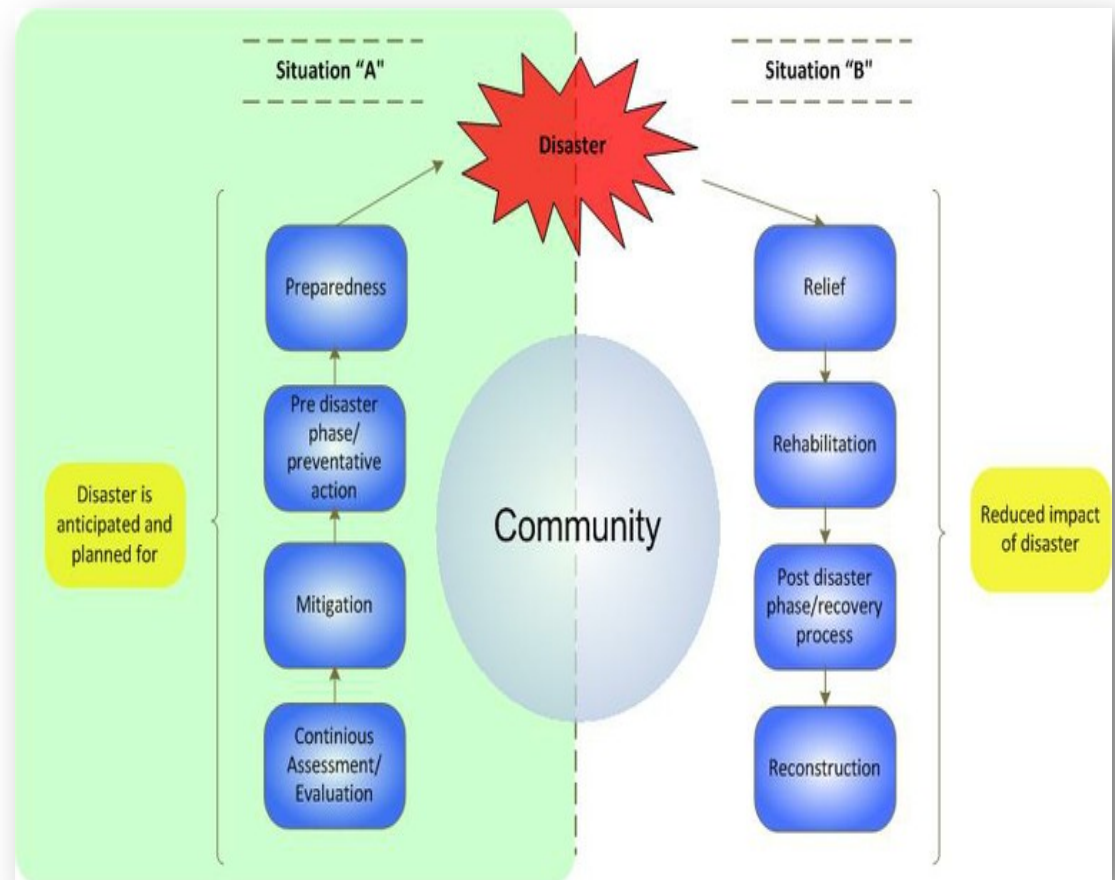 Situation "A"
Situation "B"
Disaster
Preparedness
Pre disaster
phase/
preventative
action
Mitigation
Continious
Assessment/
Evaluation
Disaster is
anticipated and
planned for
Community
Relief
Rehabilitation
Post disaster
phase/recovery
process
Reconstruction
Reduced impact
of disaster